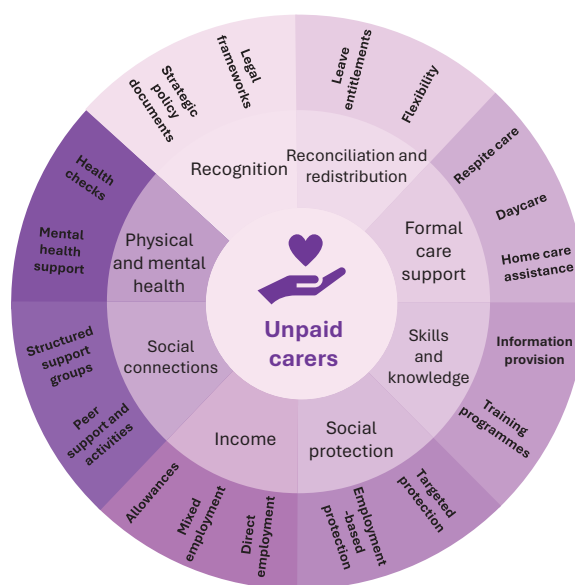 Unpaid
carers
Recognition
Legal
frameworks
Strategic
policy
documents
Reconciliation and
redistribution
Leave
entitlements
Flexibility
Formal
care
support
Respite care
Daycare
Home care
assistance
Skills
and
knowledge
Information
provision
Training
programmes
Social
protection
Targeted protection
Employment
-based
protection
Income
Direct
employment
Mixed
employment
Allowances
Social
connections
Peer
support and
activities
Structured
support
groups
Physical
and mental
health
Mental
health
support
Health
checks